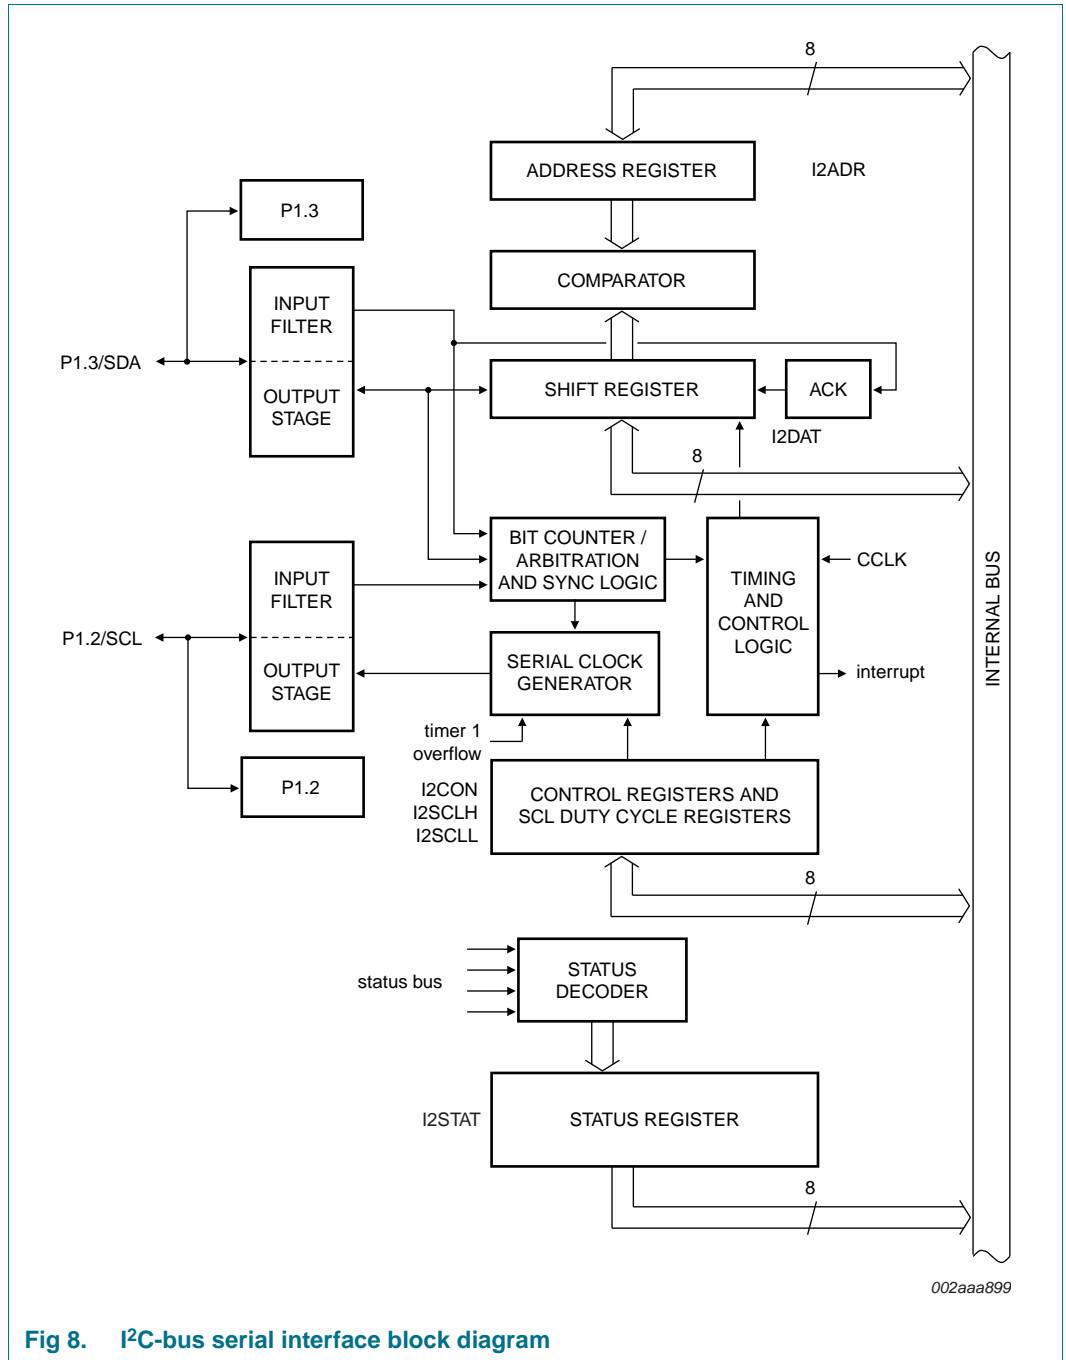 8
ADDRESS REGISTER
I2ADR
P1.3
COMPARATOR
INPUT
FILTER
P1.3/SDA
OUTPUT
STAGE
SHIFT REGISTER
ACK
I2DAT
8
BIT COUNTER /
ARBITRATION
AND SYNC LOGIC
INPUT
FILTER
TIMING
AND
CONTROL
LOGIC
CCLK
INTERNAL BUS
P1.2/SCL
OUTPUT
STAGE
SERIAL CLOCK
GENERATOR
interrupt
timer 1
overflow
P1.2
I2CON
I2SCLH
I2SCLL
CONTROL REGISTERS AND
SCL DUTY CYCLE REGISTERS
8
status bus
STATUS
DECODER
I2STAT
STATUS REGISTER
8
002aaa899
Fig 8. I²C-bus serial interface block diagram